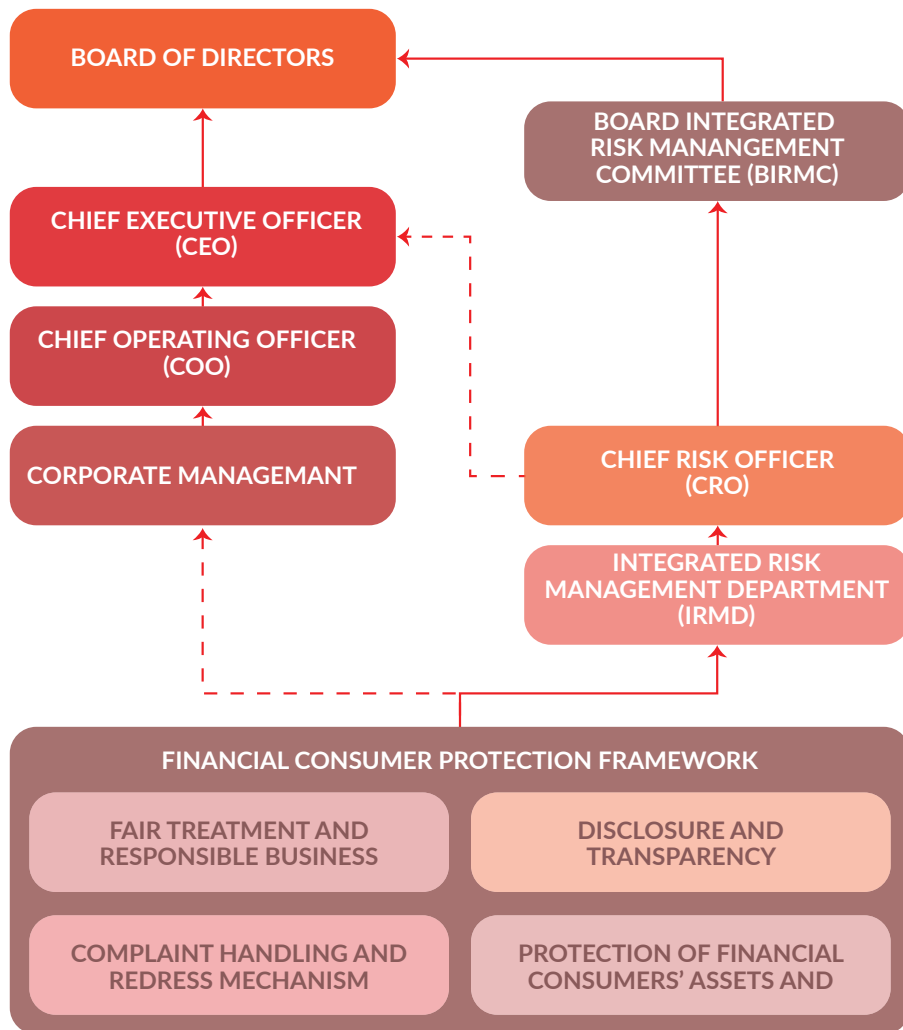 BOARD OF DIRECTORS
BOARD INTEGRATED
RISK MANANGEMENT
COMMITTEE (BIRMC)
CHIEF EXECUTIVE OFFICER
(CEO)
CHIEF OPERATING OFFICER
(COO)
CORPORATE MANAGEMANT
CHIEF RISK OFFICER
(CRO)
INTEGRATED RISK
MANAGEMENT DEPARTMENT
(IRMD)
FINANCIAL CONSUMER PROTECTION FRAMEWORK
FAIR TREATMENT AND
RESPONSIBLE BUSINESS
DISCLOSURE AND
TRANSPARENCY
COMPLAINT HANDLING AND
REDRESS MECHANISM
PROTECTION OF FINANCIAL
CONSUMERS’ ASSETS AND